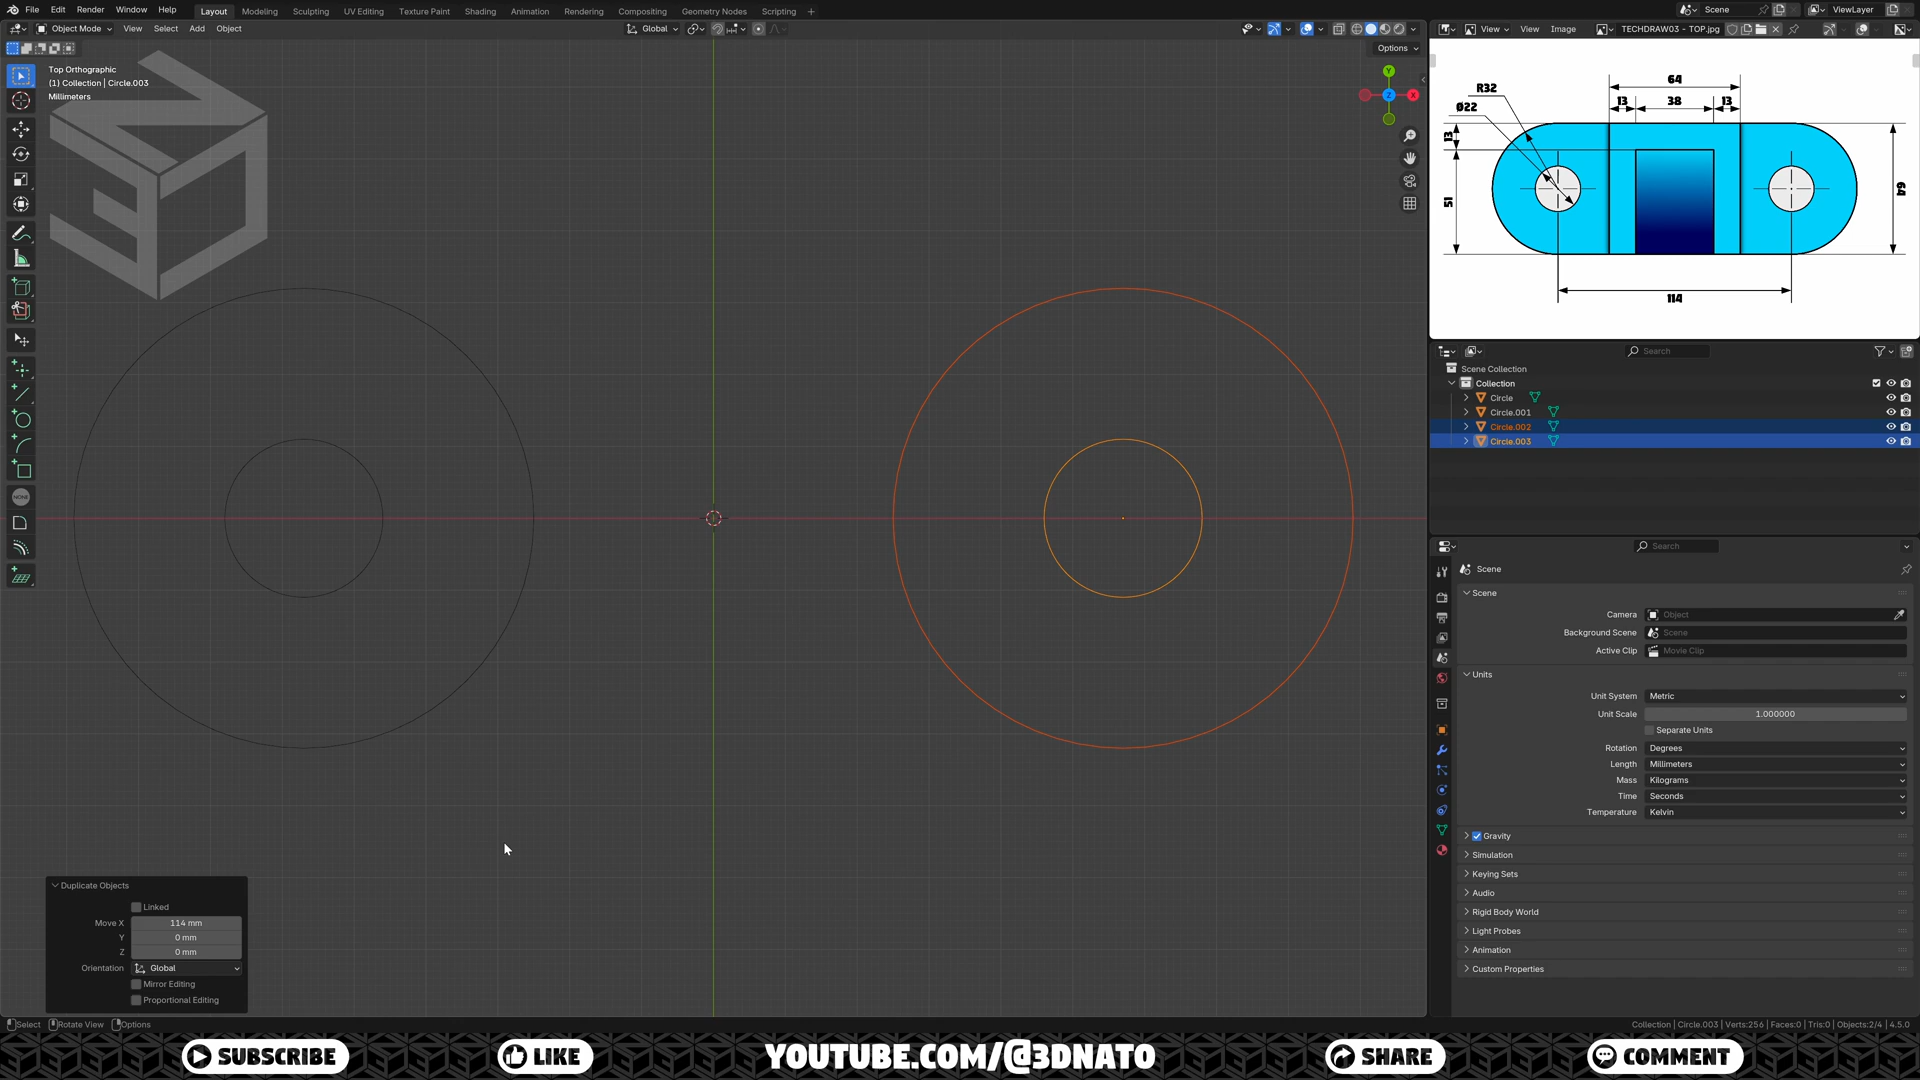 File Edit Render Window Help Layout Modeling Sculpting UV Editing Texture Paint Shading Animation Rendering Compositing Geometry Nodes Scripting + Scene ViewLayer
Object Mode View Select Add Object Global
View View Image TECHDRAW03 - TOP.jpg
Options
Top Orthographic
(1) Collection | Circle.003
Millimeters
Y
Z
X
64
R32
13 38 13
Ø22
13
51
64
114
Search
Scene Collection
Collection
Circle
Circle.001
Circle.002
Circle.003
Search
Scene
Scene
Camera Object
Background Scene Scene
Active Clip Movie Clip
Units
Unit System Metric
Unit Scale 1.000000
Separate Units
Rotation Degrees
Length Millimeters
Mass Kilograms
Time Seconds
Temperature Kelvin
Gravity
Simulation
Keying Sets
Audio
Rigid Body World
Light Probes
Animation
Custom Properties
NONE
Duplicate Objects
Linked
Move X 114 mm
Y 0 mm
Z 0 mm
Orientation Global
Mirror Editing
Proportional Editing
Select Rotate View Options
Collection | Circle.003 | Verts:256 | Faces:0 | Tris:0 | Objects:2/4 | 4.5.0
SUBSCRIBE LIKE YOUTUBE.COM/@3DNATO SHARE COMMENT